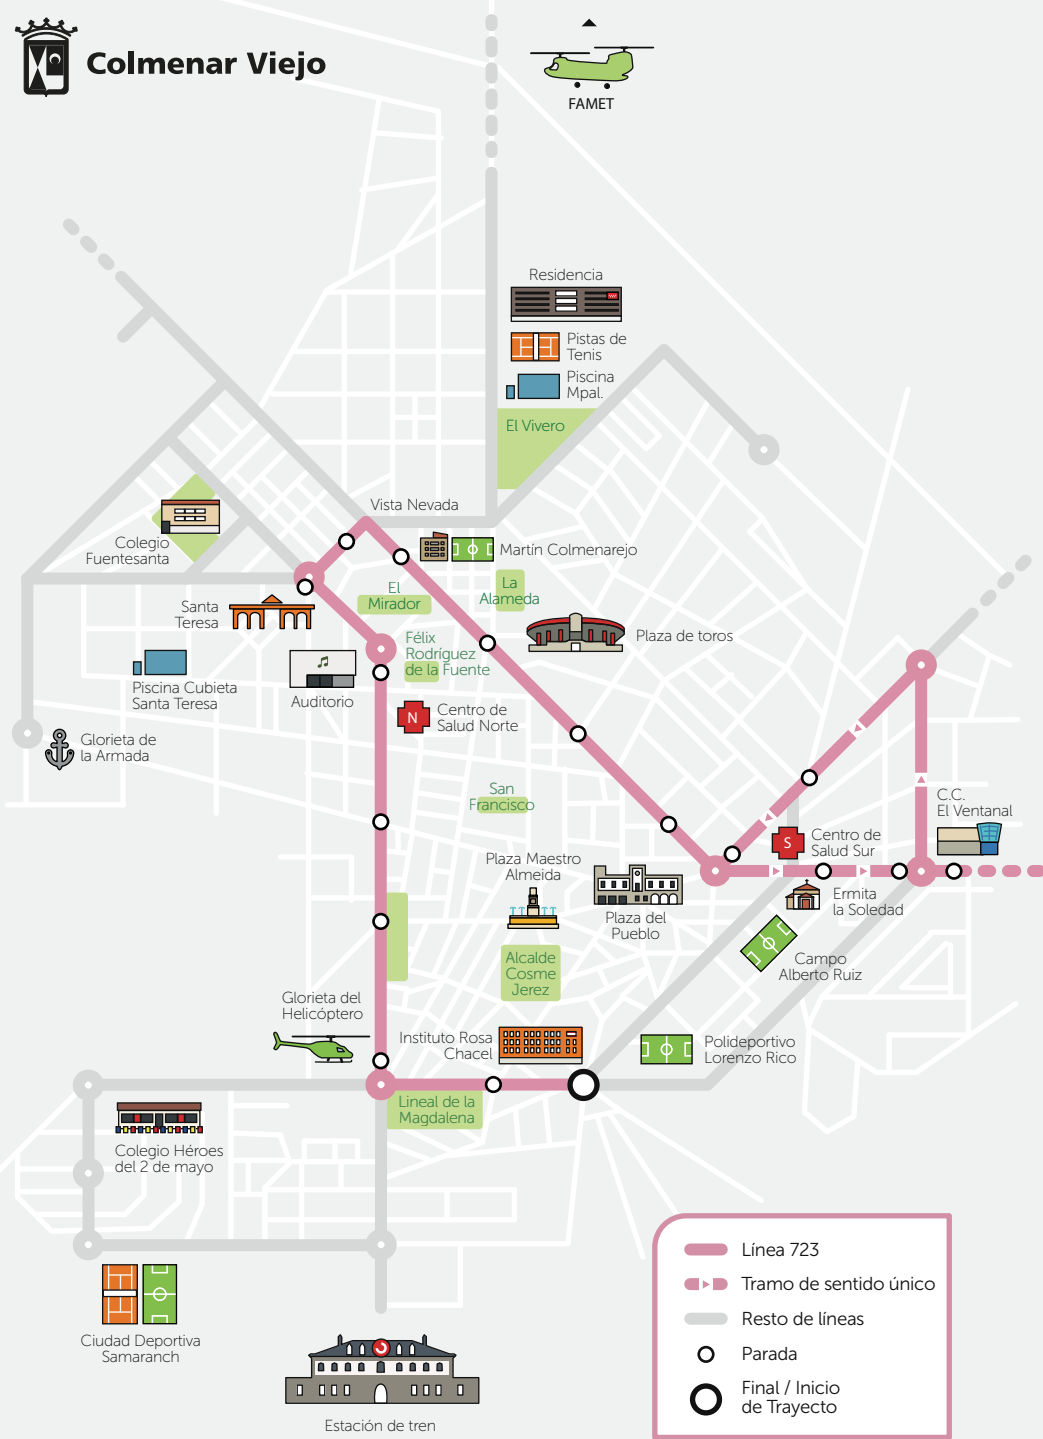 Colmenar Viejo
FAMET
Residencia
Pistas de
Tenis
Piscina
Mpal.
El Vivero
Vista Nevada
Colegio
Fuentesanta
Martín Colmenarejo
El
Mirador
La
Alameda
Santa
Teresa
Plaza de toros
Félix
Rodríguez
de la Fuente
Piscina Cubieta
Santa Teresa
Auditorio
N
Centro de
Salud Norte
Glorieta de
la Armada
San
Francisco
C.C.
El Ventanal
S
Centro de
Salud Sur
Plaza Maestro
Almeida
Plaza del
Pueblo
Ermita
la Soledad
Alcalde
Cosme
Jerez
Campo
Alberto Ruiz
Glorieta del
Helicóptero
Instituto Rosa
Chacel
Polideportivo
Lorenzo Rico
Lineal de la
Magdalena
Colegio Héroes
del 2 de mayo
Ciudad Deportiva
Samaranch
Estación de tren
Línea 723
Tramo de sentido único
Resto de líneas
Parada
Final / Inicio
de Trayecto